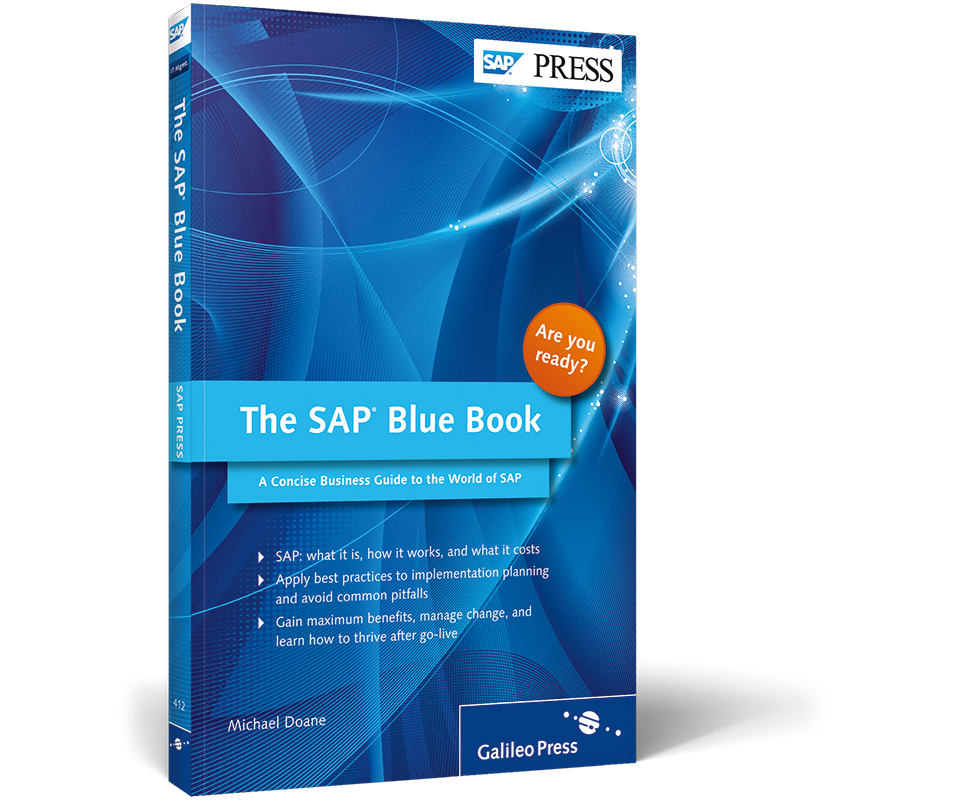 SAP
IT Mgmt.
The SAP® Blue Book
SAP PRESS
412
SAP® PRESS
Are you
ready?
The SAP® Blue Book
A Concise Business Guide to the World of SAP
SAP: what it is, how it works, and what it costs
Apply best practices to implementation planning
and avoid common pitfalls
Gain maximum benefits, manage change, and
learn how to thrive after go-live
Michael Doane
Galileo Press